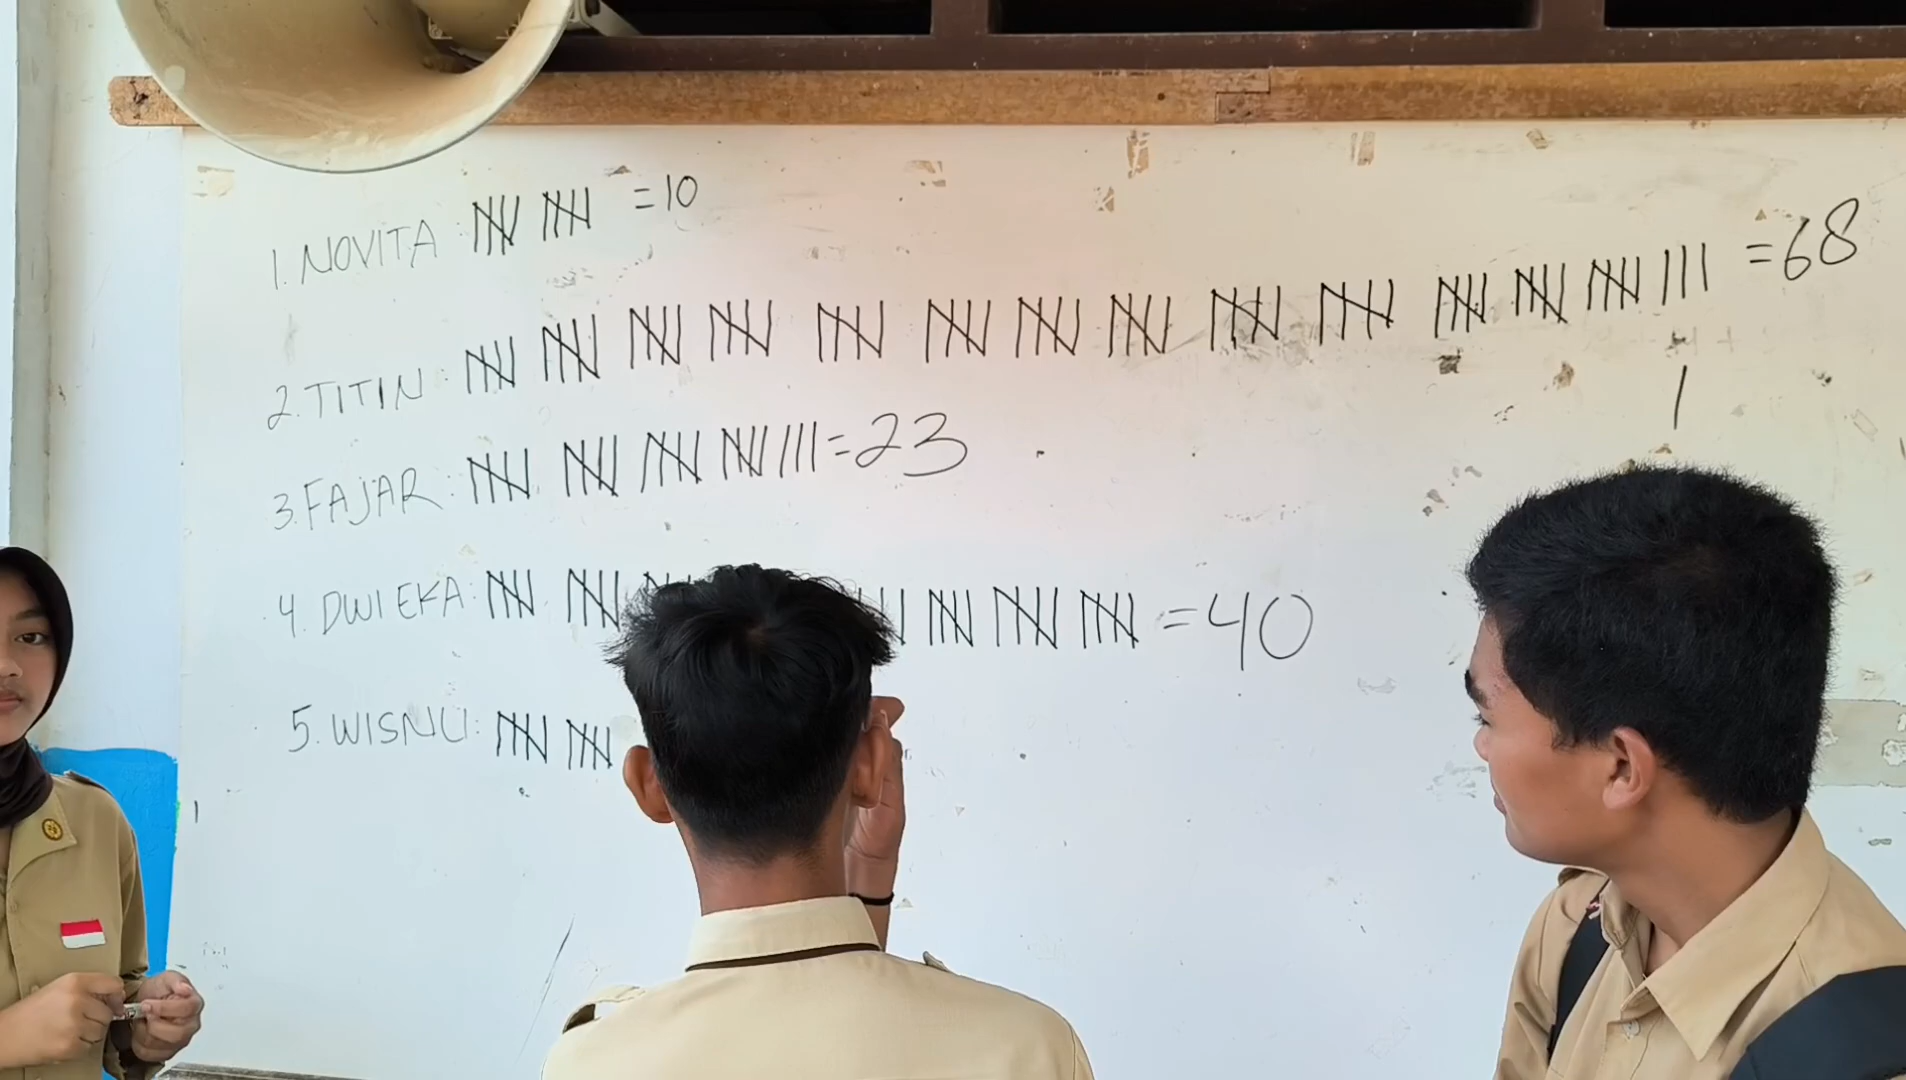 1. NOVITA = 10
2. TITIN: = 68
3. FAJAR: = 23
4. DWI EKA: = 40
5. WISNU: